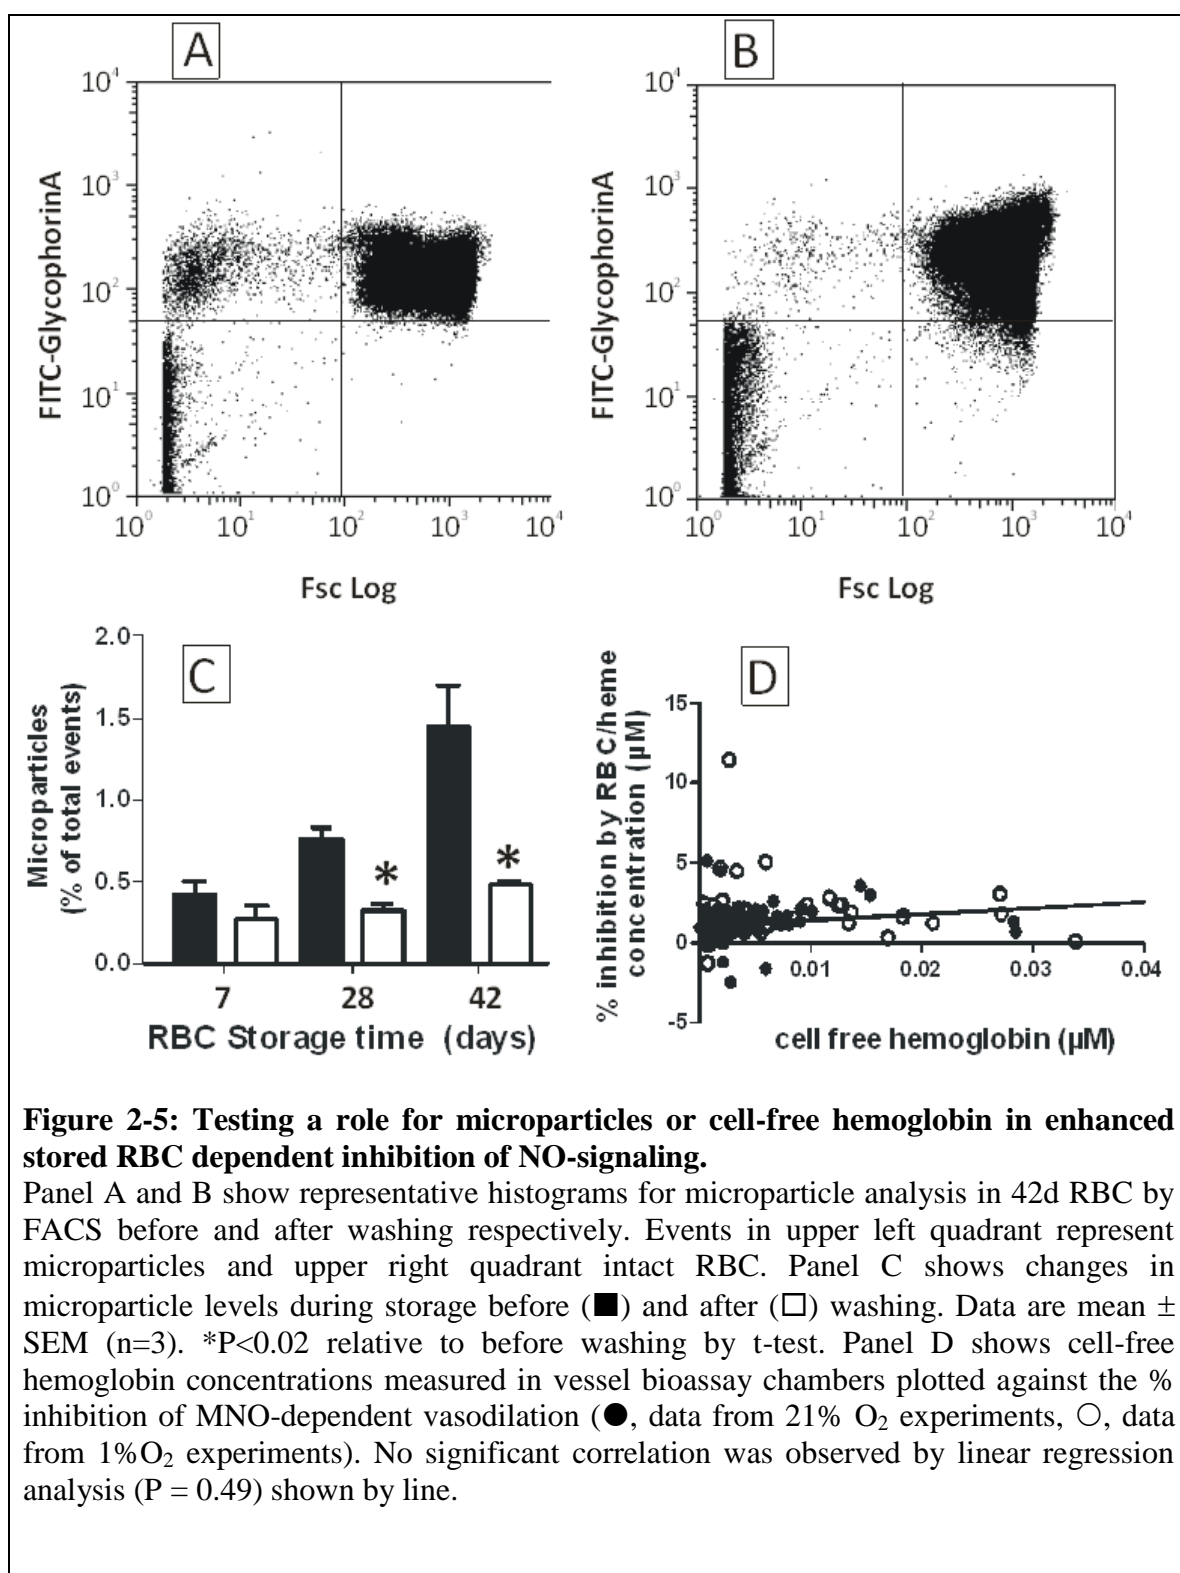 A
B
10⁴
10³
10²
10¹
10⁰
FITC-GlycophorinA
10⁰ 10¹ 10² 10³ 10⁴
Fsc Log
10⁴
10³
10²
10¹
10⁰
FITC-GlycophorinA
10⁰ 10¹ 10² 10³ 10⁴
Fsc Log
C
2.0
1.5
1.0
0.5
0.0
Microparticles
(% of total events)
* *
7 28 42
RBC Storage time (days)
D
% inhibition by RBC/heme
concentration (µM)
15
10
5
0
-5
0.01 0.02 0.03 0.04
cell free hemoglobin (µM)
Figure 2-5: Testing a role for microparticles or cell-free hemoglobin in enhanced
stored RBC dependent inhibition of NO-signaling.
Panel A and B show representative histograms for microparticle analysis in 42d RBC by
FACS before and after washing respectively. Events in upper left quadrant represent
microparticles and upper right quadrant intact RBC. Panel C shows changes in
microparticle levels during storage before (■) and after (□) washing. Data are mean ±
SEM (n=3). *P<0.02 relative to before washing by t-test. Panel D shows cell-free
hemoglobin concentrations measured in vessel bioassay chambers plotted against the %
inhibition of MNO-dependent vasodilation (●, data from 21% O₂ experiments, ○, data
from 1%O₂ experiments). No significant correlation was observed by linear regression
analysis (P = 0.49) shown by line.